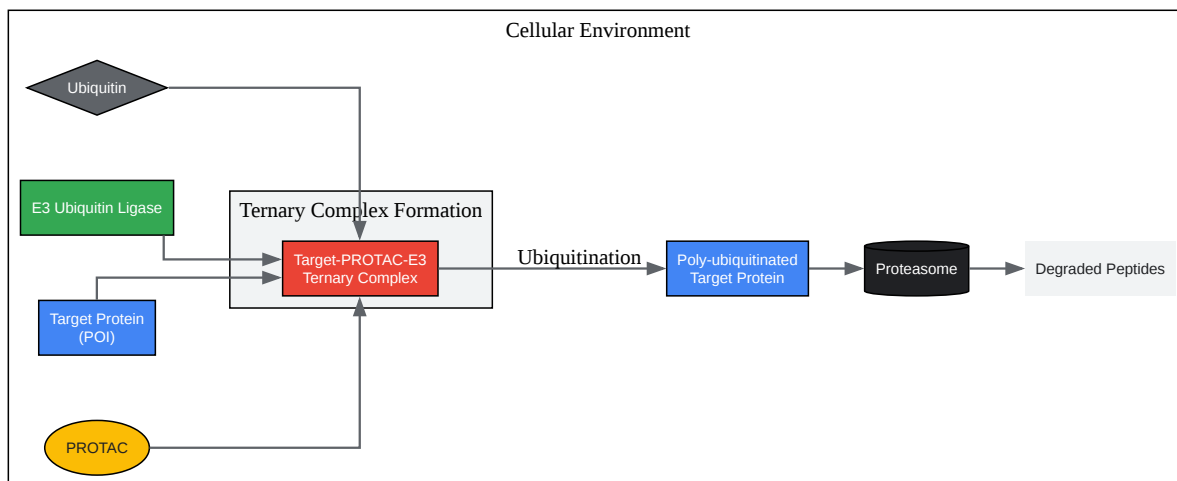 Cellular Environment
Ubiquitin
E3 Ubiquitin Ligase
Ternary Complex Formation
Target-PROTAC-E3
Ternary Complex
Ubiquitination
Poly-ubiquitinated
Target Protein
Proteasome
Degraded Peptides
Target Protein
(POI)
PROTAC